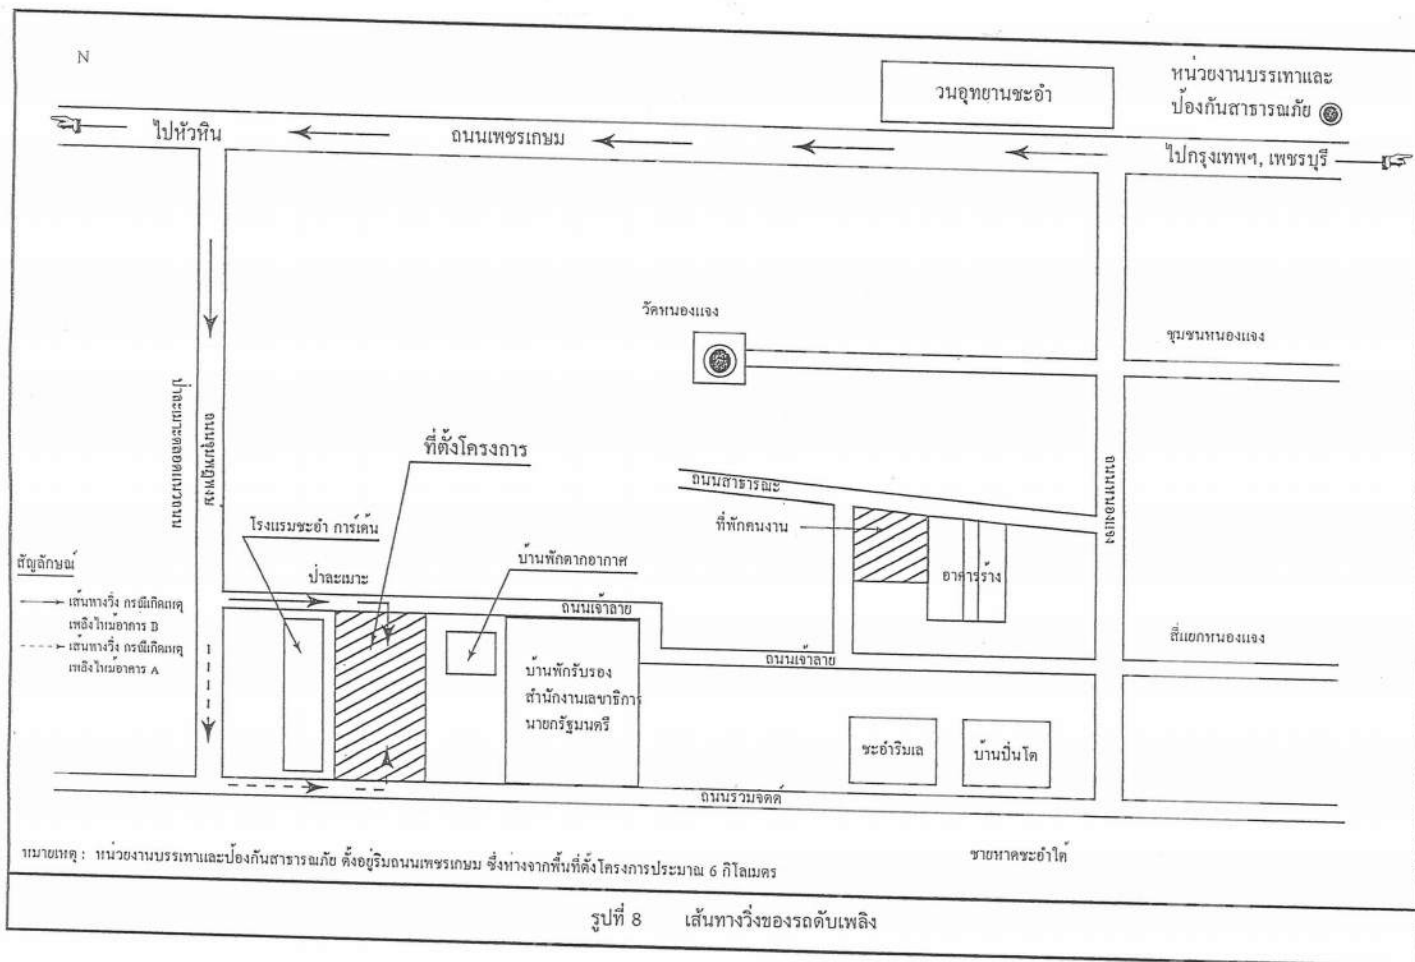 N
วนอุทยานชะอำ
หน่วยงานบรรเทาและ
ป้องกันสาธารณภัย
ไปหัวหิน
ถนนเพชรเกษม
ไปกรุงเทพฯ, เพชรบุรี
วัดหนองแจง
ชุมชนหนองแจง
ป่าละเมาะตลอดแนวถนน
ที่ตั้งโครงการ
ถนนสาธารณะ
ถนนหนองแจง
ที่พักคนงาน
โรงแรมชะอำ การ์เด้น
บ้านพักตากอากาศ
อาคารร้าง
สัญลักษณ์
ป่าละเมาะ
เส้นทางวิ่ง กรณีเกิดเหตุ
เพลิงไหม้อาคาร B
ถนนเจ้าลาย
สี่แยกหนองแจง
เส้นทางวิ่ง กรณีเกิดเหตุ
เพลิงไหม้อาคาร A
ถนนเจ้าลาย
บ้านพักรับรอง
สำนักงานเลขาธิการ
นายกรัฐมนตรี
ชะอำริมเล
บ้านปิ่นโต
ถนนร่วมจิตต์
หมายเหตุ : หน่วยงานบรรเทาและป้องกันสาธารณภัย ตั้งอยู่ริมถนนเพชรเกษม ซึ่งห่างจากพื้นที่ตั้งโครงการประมาณ 6 กิโลเมตร
ชายหาดชะอำใต้
รูปที่ 8 เส้นทางวิ่งของรถดับเพลิง